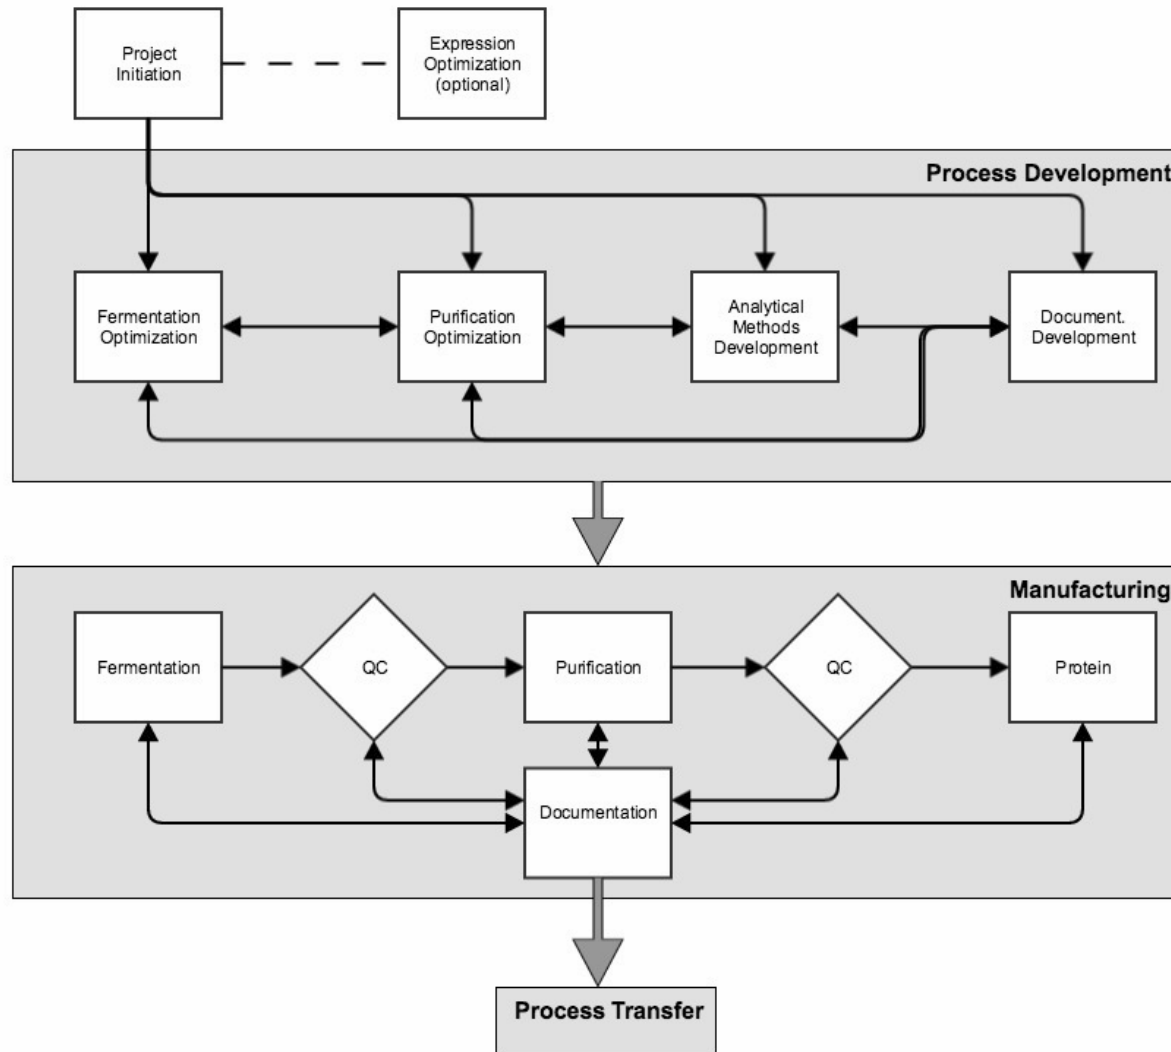 Project
Initiation
Expression
Optimization
(optional)
Process Development
Fermentation
Optimization
Purification
Optimization
Analytical
Methods
Development
Document.
Development
Manufacturing
Fermentation
QC
Purification
QC
Protein
Documentation
Process Transfer